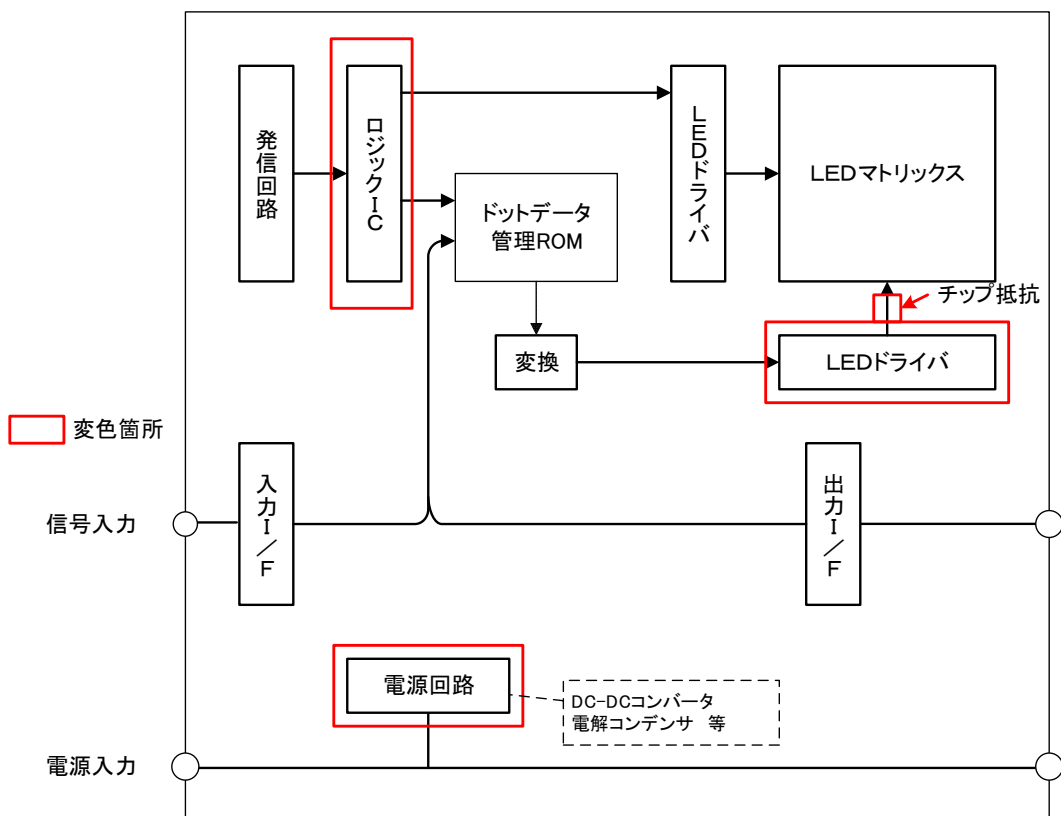 発信回路
ロジックIC
LEDドライバ
LEDマトリックス
ドットデータ
管理ROM
チップ抵抗
変換
LEDドライバ
変色箇所
入力I/F
出力I/F
信号入力
電源回路
DC-DCコンバータ
電解コンデンサ 等
電源入力